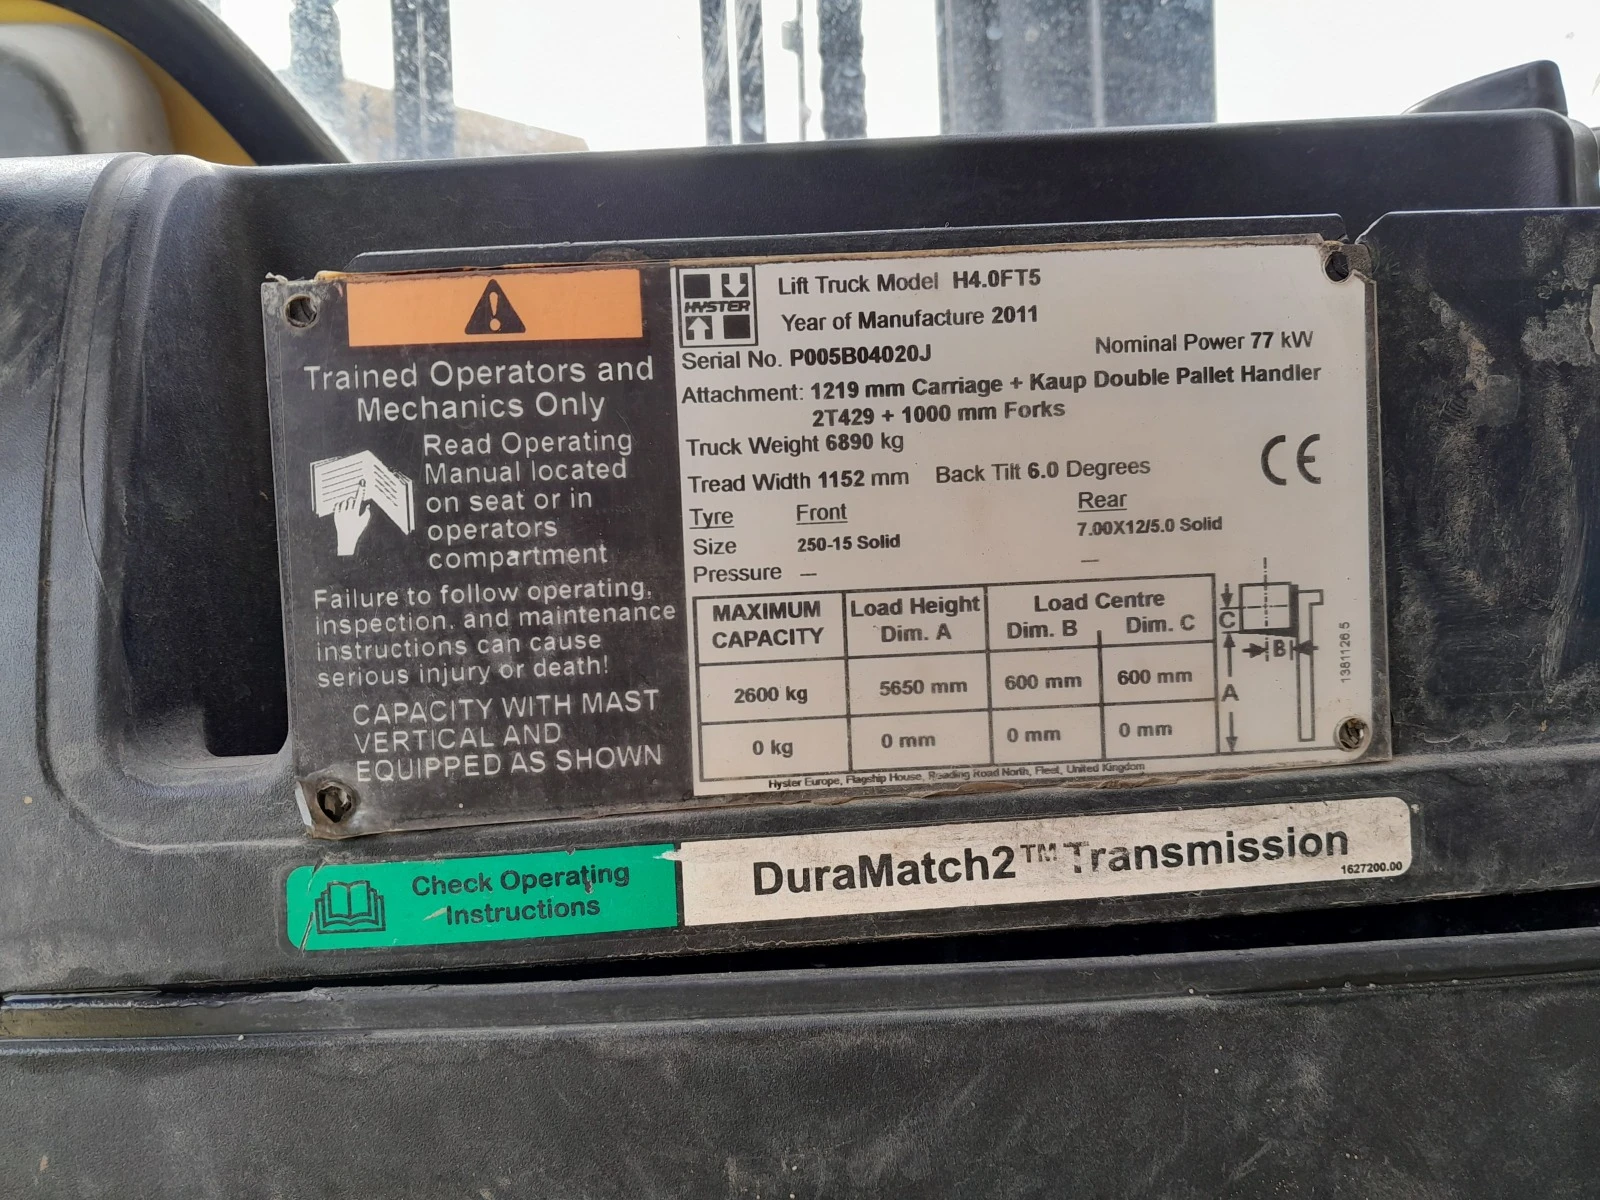 Trained Operators and
Mechanics Only
Read Operating
Manual located
on seat or in
operators
compartment
Failure to follow operating,
inspection, and maintenance
instructions can cause
serious injury or death!
CAPACITY WITH MAST
VERTICAL AND
EQUIPPED AS SHOWN
HYSTER
Lift Truck Model H4.0FT5
Year of Manufacture 2011
Serial No. P005B04020J
Nominal Power 77 kW
Attachment: 1219 mm Carriage + Kaup Double Pallet Handler
2T429 + 1000 mm Forks
Truck Weight 6890 kg
Tread Width 1152 mm Back Tilt 6.0 Degrees
CE
Tyre Front Rear
Size 250-15 Solid 7.00X12/5.0 Solid
Pressure — —
MAXIMUM CAPACITY Load Height Dim. A Load Centre Dim. B Dim. C
2600 kg 5650 mm 600 mm 600 mm
0 kg 0 mm 0 mm 0 mm
C
B
A
1381126.5
Hyster Europe, Flagship House, Reading Road North, Fleet, United Kingdom
Check Operating
Instructions
DuraMatch2™ Transmission
1627200.00